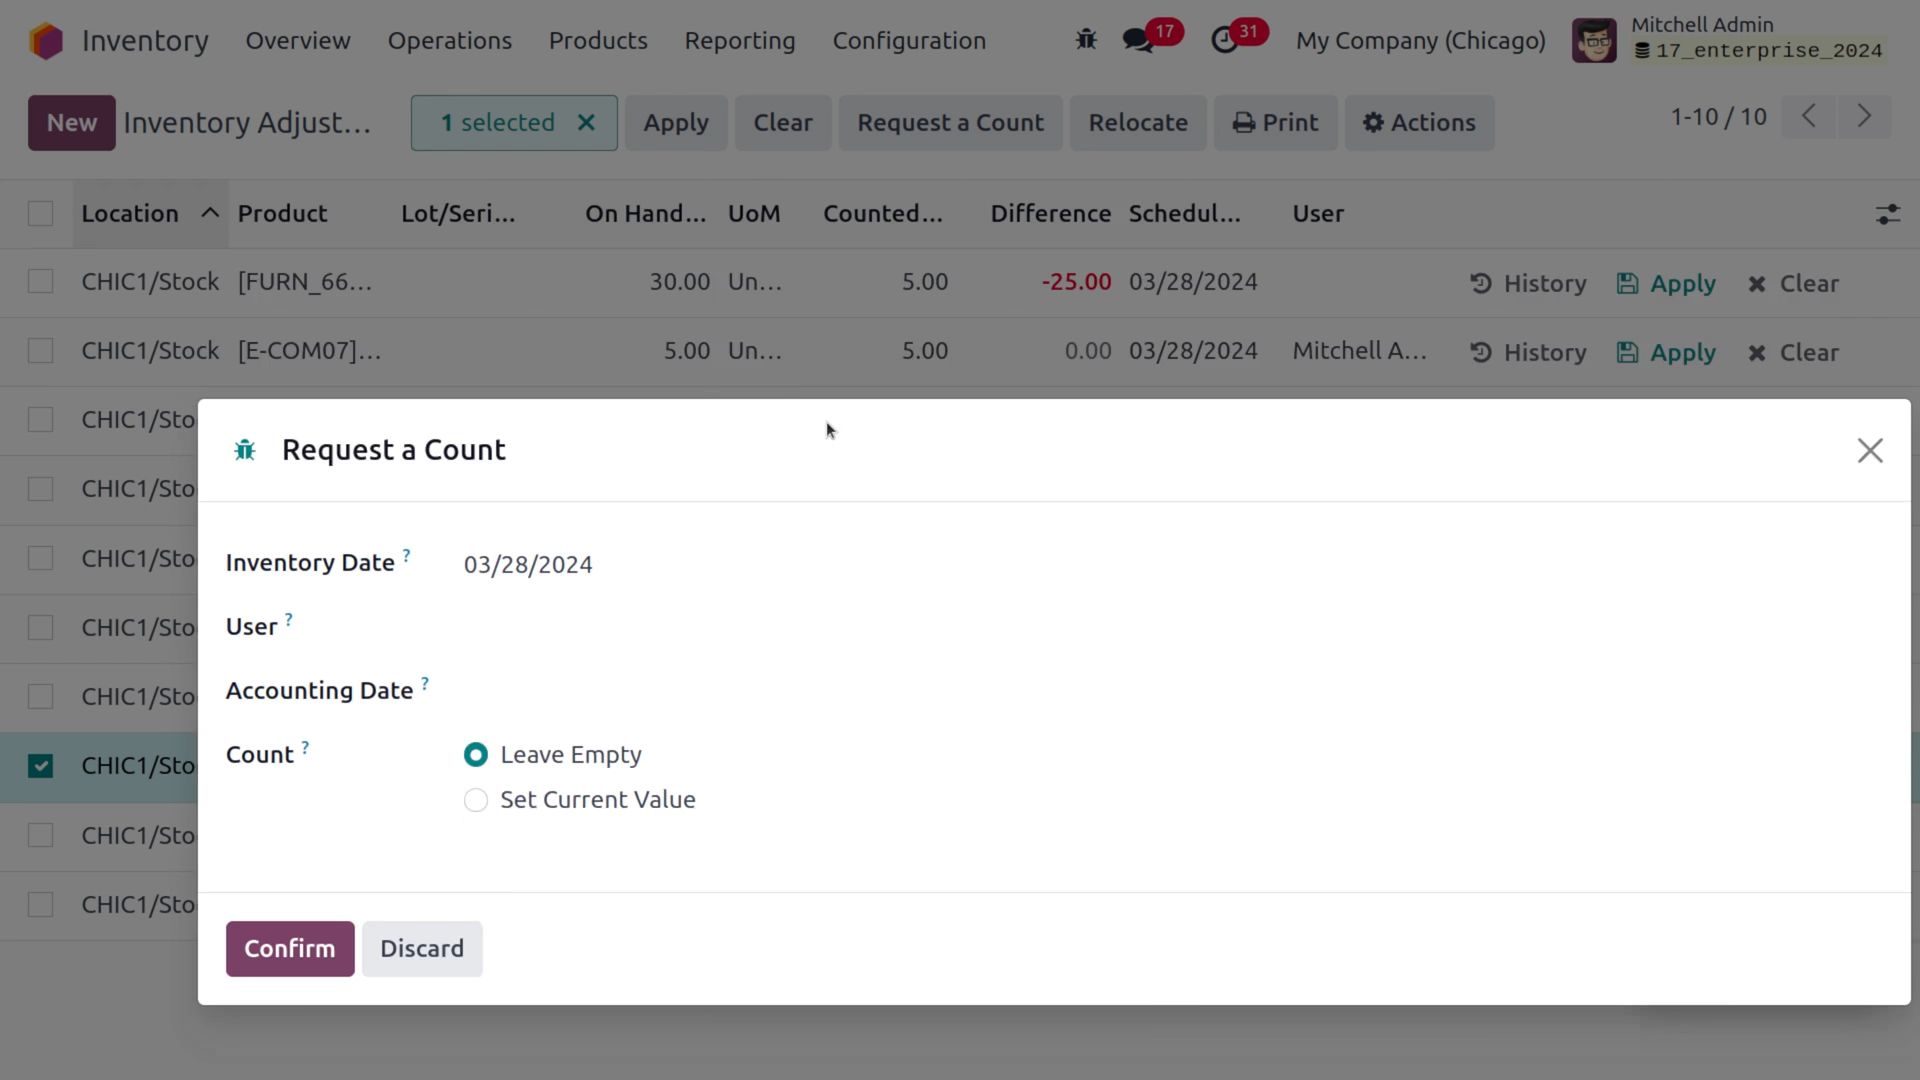 Inventory Overview Operations Products Reporting Configuration 17 31 My Company (Chicago) Mitchell Admin
17_enterprise_2024
New Inventory Adjust... 1 selected Apply Clear Request a Count Relocate Print Actions 1-10 / 10
Location Product Lot/Seri... On Hand... UoM Counted... Difference Schedul... User
CHIC1/Stock [FURN_66... 30.00 Un... 5.00 -25.00 03/28/2024 History Apply Clear
CHIC1/Stock [E-COM07]... 5.00 Un... 5.00 0.00 03/28/2024 Mitchell A... History Apply Clear
CHIC1/Sto
Request a Count
CHIC1/Sto
CHIC1/Sto
Inventory Date ? 03/28/2024
CHIC1/Sto
User ?
CHIC1/Sto
Accounting Date ?
CHIC1/Sto
Count ? Leave Empty
Set Current Value
CHIC1/Sto
CHIC1/Sto
Confirm Discard